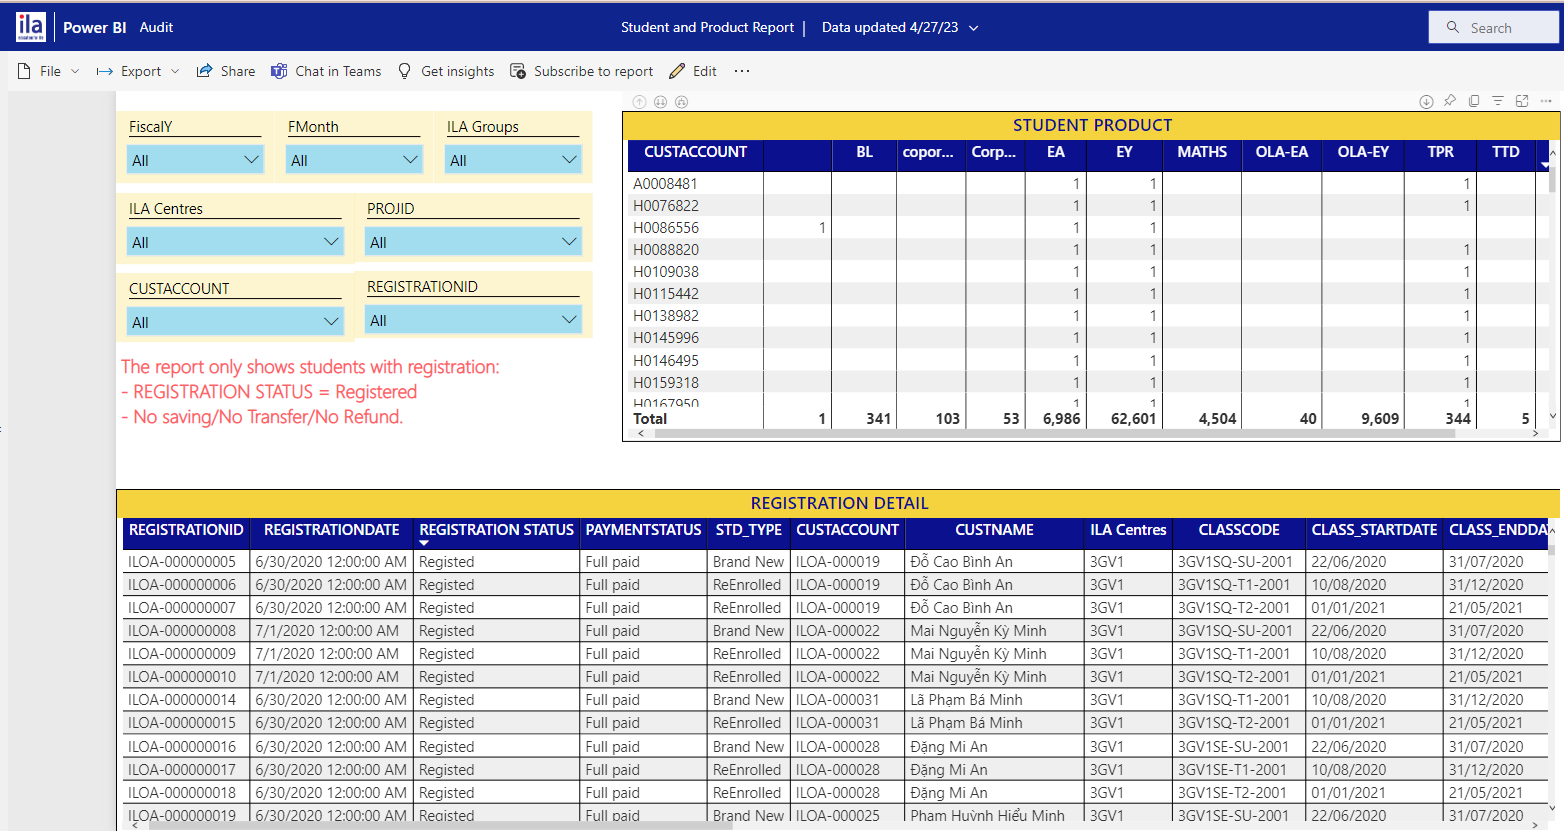 ila
Power BI Audit
Student and Product Report | Data updated 4/27/23
Search
File Export Share Chat in Teams Get insights Subscribe to report Edit ...
FiscalY FMonth ILA Groups
All All All
ILA Centres PROJID
All All
CUSTACCOUNT REGISTRATIONID
All All
The report only shows students with registration:
- REGISTRATION STATUS = Registered
- No saving/No Transfer/No Refund.
STUDENT PRODUCT
CUSTACCOUNT BL copor... Corp... EA EY MATHS OLA-EA OLA-EY TPR TTD
A0008481 1 1 1
H0076822 1 1 1
H0086556 1 1 1
H0088820 1 1 1
H0109038 1 1 1
H0115442 1 1 1
H0138982 1 1 1
H0145996 1 1 1
H0146495 1 1 1
H0159318 1 1 1
H0167950 1 1 1
Total 1 341 103 53 6,986 62,601 4,504 40 9,609 344 5
REGISTRATION DETAIL
REGISTRATIONID REGISTRATIONDATE REGISTRATION STATUS PAYMENTSTATUS STD_TYPE CUSTACCOUNT CUSTNAME ILA Centres CLASSCODE CLASS_STARTDATE CLASS_ENDDA
ILOA-000000005 6/30/2020 12:00:00 AM Registed Full paid Brand New ILOA-000019 Đỗ Cao Bình An 3GV1 3GV1SQ-SU-2001 22/06/2020 31/07/2020
ILOA-000000006 6/30/2020 12:00:00 AM Registed Full paid ReEnrolled ILOA-000019 Đỗ Cao Bình An 3GV1 3GV1SQ-T1-2001 10/08/2020 31/12/2020
ILOA-000000007 6/30/2020 12:00:00 AM Registed Full paid ReEnrolled ILOA-000019 Đỗ Cao Bình An 3GV1 3GV1SQ-T2-2001 01/01/2021 21/05/2021
ILOA-000000008 7/1/2020 12:00:00 AM Registed Full paid Brand New ILOA-000022 Mai Nguyễn Kỳ Minh 3GV1 3GV1SQ-SU-2001 22/06/2020 31/07/2020
ILOA-000000009 7/1/2020 12:00:00 AM Registed Full paid ReEnrolled ILOA-000022 Mai Nguyễn Kỳ Minh 3GV1 3GV1SQ-T1-2001 10/08/2020 31/12/2020
ILOA-000000010 7/1/2020 12:00:00 AM Registed Full paid ReEnrolled ILOA-000022 Mai Nguyễn Kỳ Minh 3GV1 3GV1SQ-T2-2001 01/01/2021 21/05/2021
ILOA-000000014 6/30/2020 12:00:00 AM Registed Full paid Brand New ILOA-000031 Lã Phạm Bá Minh 3GV1 3GV1SQ-T1-2001 10/08/2020 31/12/2020
ILOA-000000015 6/30/2020 12:00:00 AM Registed Full paid ReEnrolled ILOA-000031 Lã Phạm Bá Minh 3GV1 3GV1SQ-T2-2001 01/01/2021 21/05/2021
ILOA-000000016 6/30/2020 12:00:00 AM Registed Full paid Brand New ILOA-000028 Đặng Mi An 3GV1 3GV1SE-SU-2001 22/06/2020 31/07/2020
ILOA-000000017 6/30/2020 12:00:00 AM Registed Full paid ReEnrolled ILOA-000028 Đặng Mi An 3GV1 3GV1SE-T1-2001 10/08/2020 31/12/2020
ILOA-000000018 6/30/2020 12:00:00 AM Registed Full paid ReEnrolled ILOA-000028 Đặng Mi An 3GV1 3GV1SE-T2-2001 01/01/2021 21/05/2021
ILOA-000000019 6/30/2020 12:00:00 AM Registed Full paid Brand New ILOA-000025 Phạm Huỳnh Hiểu Minh 3GV1 3GV1SE-SU-2001 22/06/2020 31/07/2020